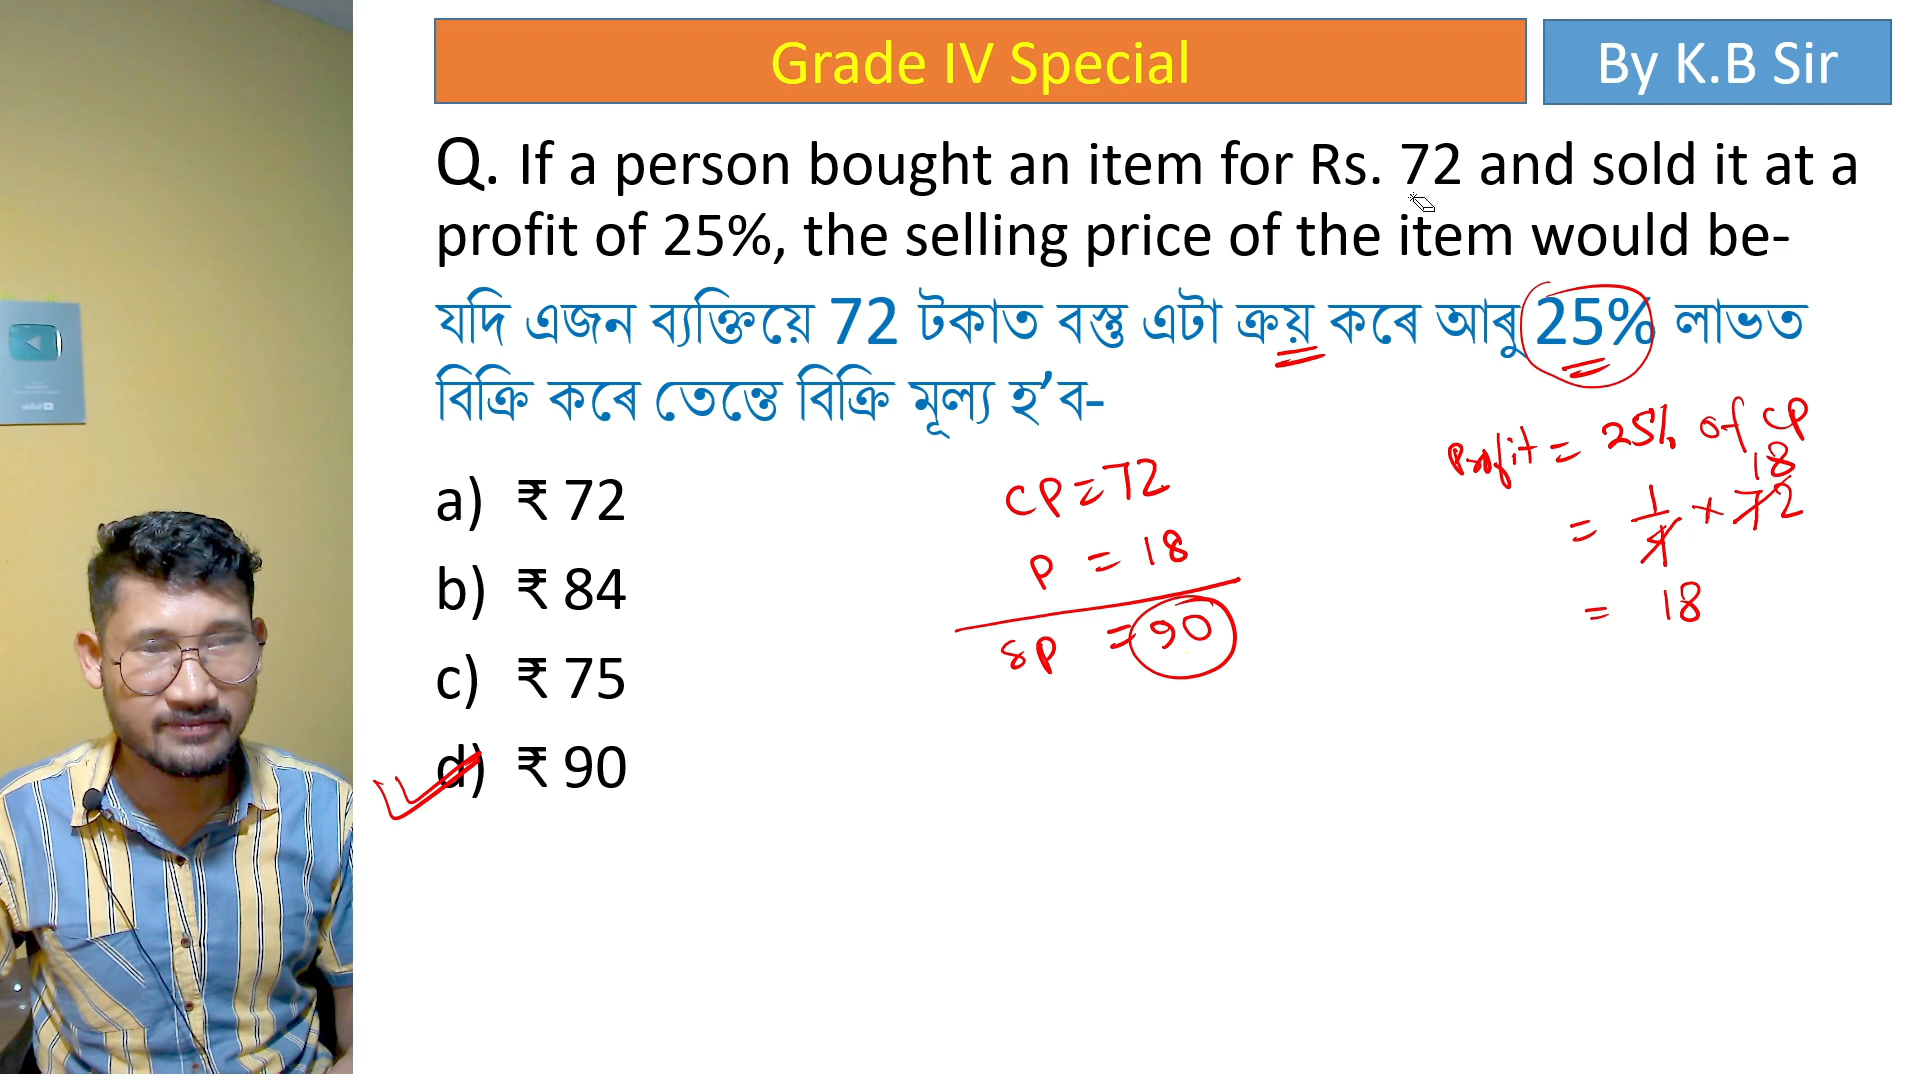 Grade IV Special
By K.B Sir
Q. If a person bought an item for Rs. 72 and sold it at a
profit of 25%, the selling price of the item would be-
যদি এজন ব্যক্তিয়ে 72 টকাত বস্তু এটা ক্ৰয় কৰে আৰু 25% লাভত
বিক্ৰি কৰে তেন্তে বিক্ৰি মূল্য হ’ব-
a) ₹ 72
b) ₹ 84
c) ₹ 75
d) ₹ 90
CP = 72
P = 18
SP = 90
Profit = 25% of CP
18
= 1/4 × 72
= 18